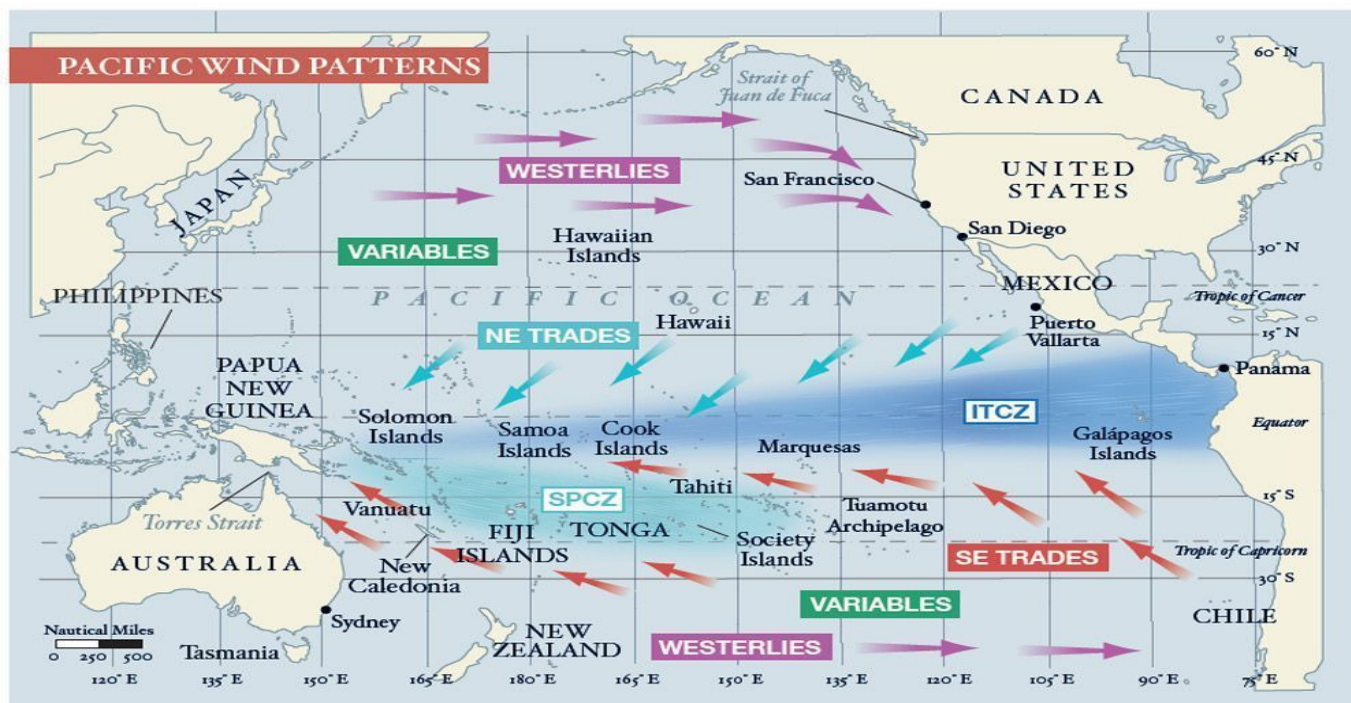 PACIFIC WIND PATTERNS
60° N
Strait of
Juan de Fuca
CANADA
WESTERLIES
45° N
UNITED
STATES
San Francisco
JAPAN
San Diego
VARIABLES
Hawaiian
Islands
30° N
PHILIPPINES
PACIFIC OCEAN
MEXICO
Tropic of Cancer
NE TRADES
Hawaii
Puerto
Vallarta
15° N
PAPUA
NEW
GUINEA
Panama
Solomon
Islands
Samoa
Islands
Cook
Islands
Marquesas
ITCZ
Galápagos
Islands
Equator
Tahiti
SPCZ
15° S
Vanuatu
Tuamotu
Archipelago
Torres Strait
FIJI
ISLANDS
TONGA
Society
Islands
AUSTRALIA
New
Caledonia
SE TRADES
Tropic of Capricorn
30° S
VARIABLES
CHILE
Sydney
Nautical Miles
0 250 500
Tasmania
NEW
ZEALAND
WESTERLIES
120° E 135° E 150° E 165° E 180° E 165° E 150° E 135° E 120° E 105° E 90° E 75° E